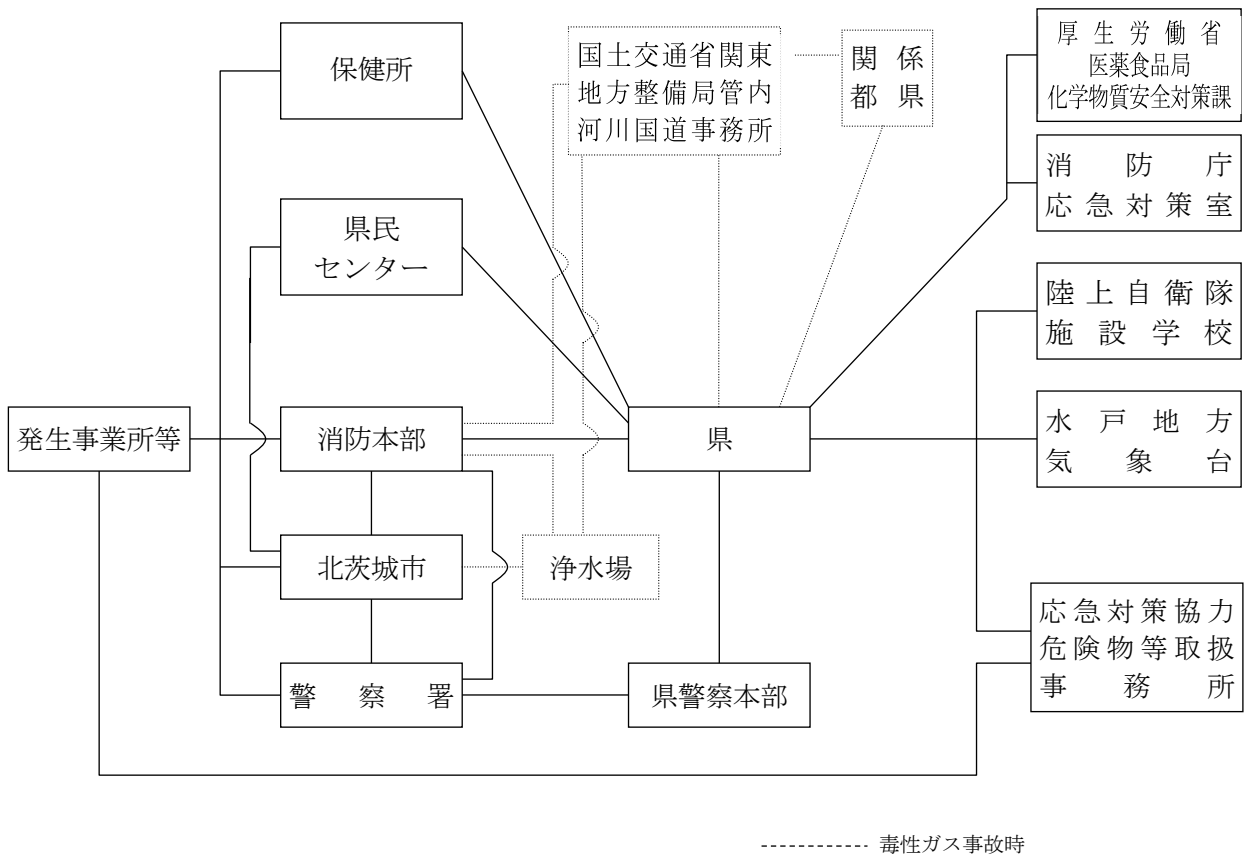 保健所
国土交通省関東
地方整備局管内
河川国道事務所
関係
都県
厚生労働省
医薬食品局
化学物質安全対策課
消防庁
応急対策室
県民
センター
陸上自衛隊
施設学校
発生事業所等
消防本部
県
水戸地方
気象台
北茨城市
浄水場
応急対策協力
危険物等取扱
事務所
警察署
県警察本部
毒性ガス事故時